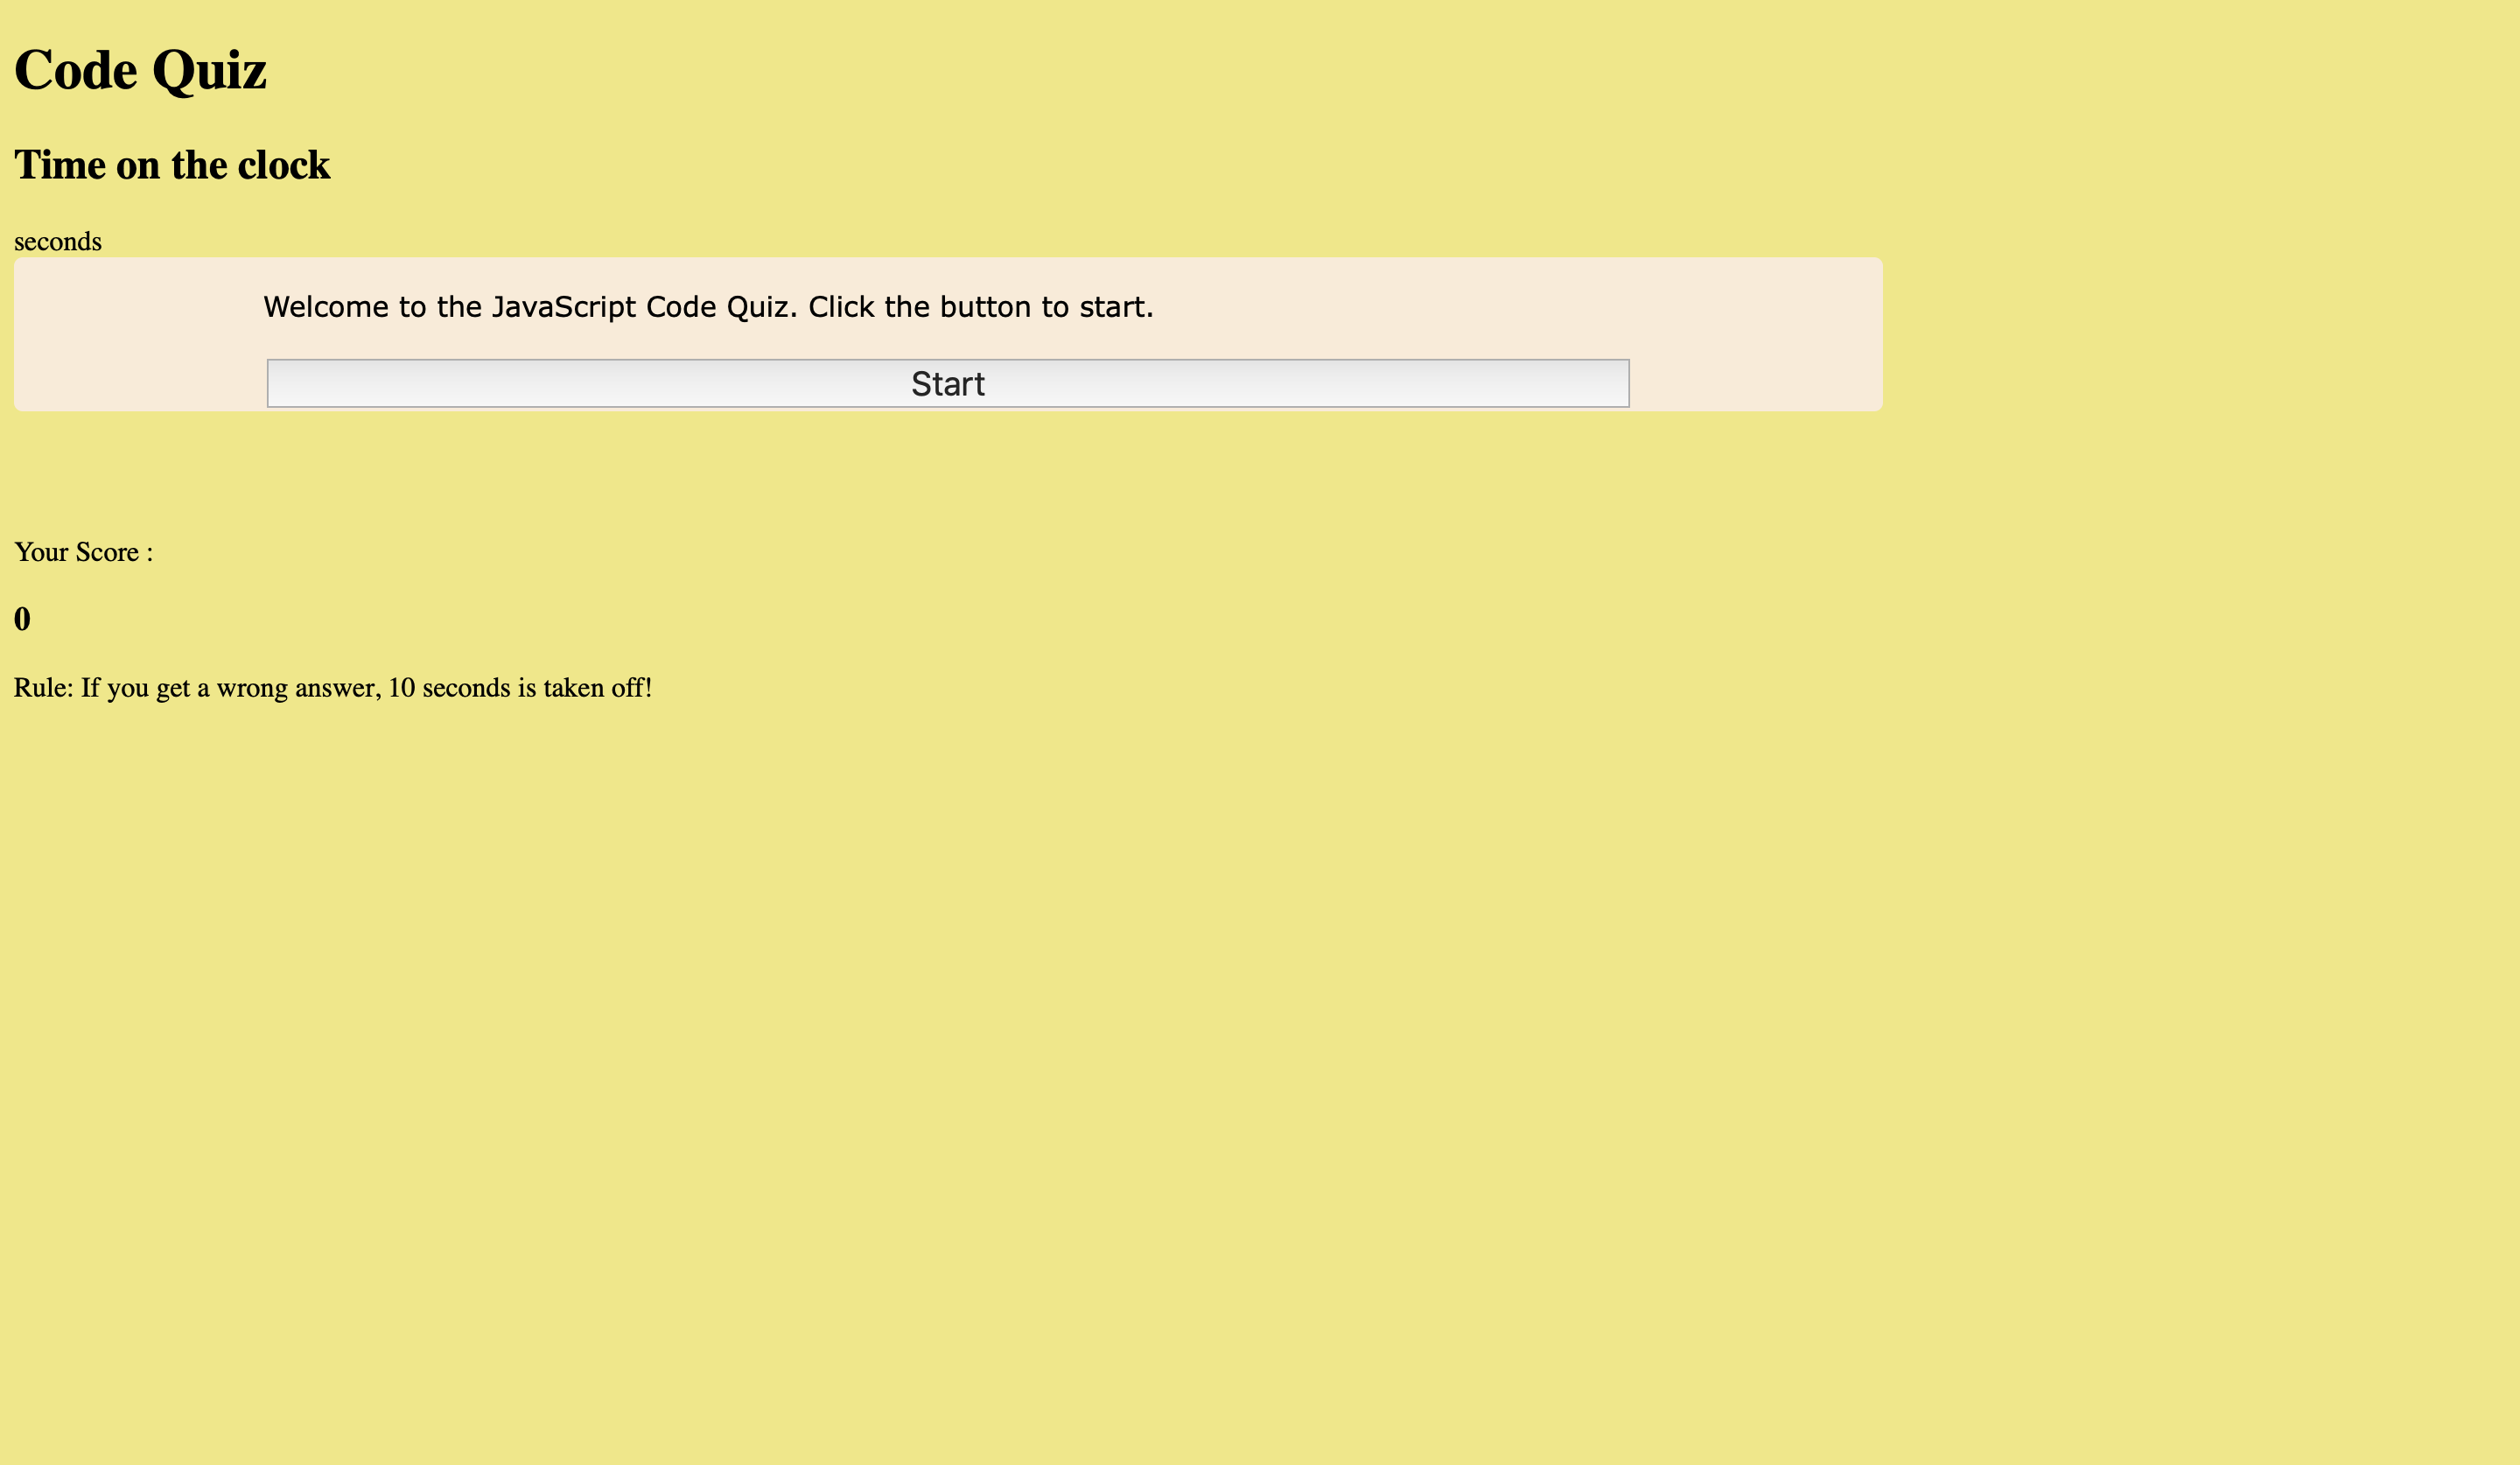 Code Quiz
Time on the clock
seconds
Welcome to the JavaScript Code Quiz. Click the button to start.
Start
Your Score :
0
Rule: If you get a wrong answer, 10 seconds is taken off!